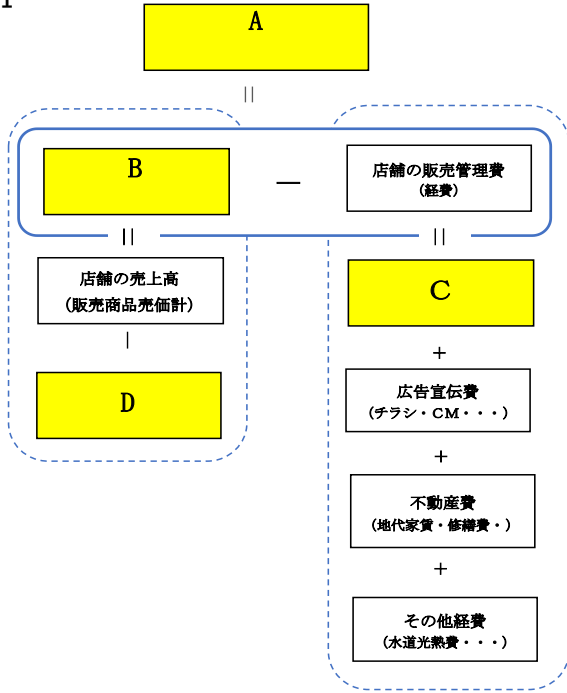 1
A
||
B
―
店舗の販売管理費
(経費)
||
||
店舗の売上高
(販売商品売価計)
C
|
+
D
広告宣伝費
(チラシ・CM・・・)
+
不動産費
(地代家賃・修繕費・)
+
その他経費
(水道光熱費・・・)